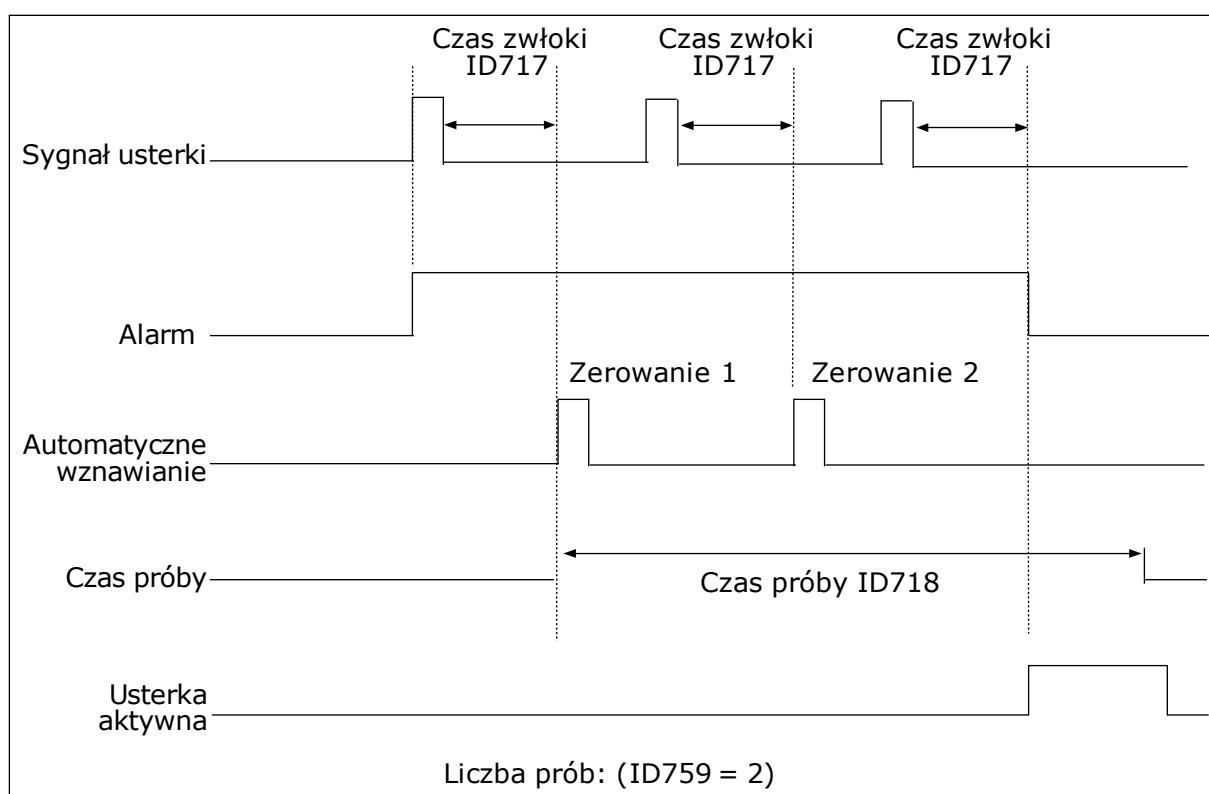 Czas zwłoki
ID717
Czas zwłoki
ID717
Czas zwłoki
ID717
Sygnał usterki
Alarm
Zerowanie 1
Zerowanie 2
Automatyczne
wznawianie
Czas próby
Czas próby ID718
Usterka
aktywna
Liczba prób: (ID759 = 2)